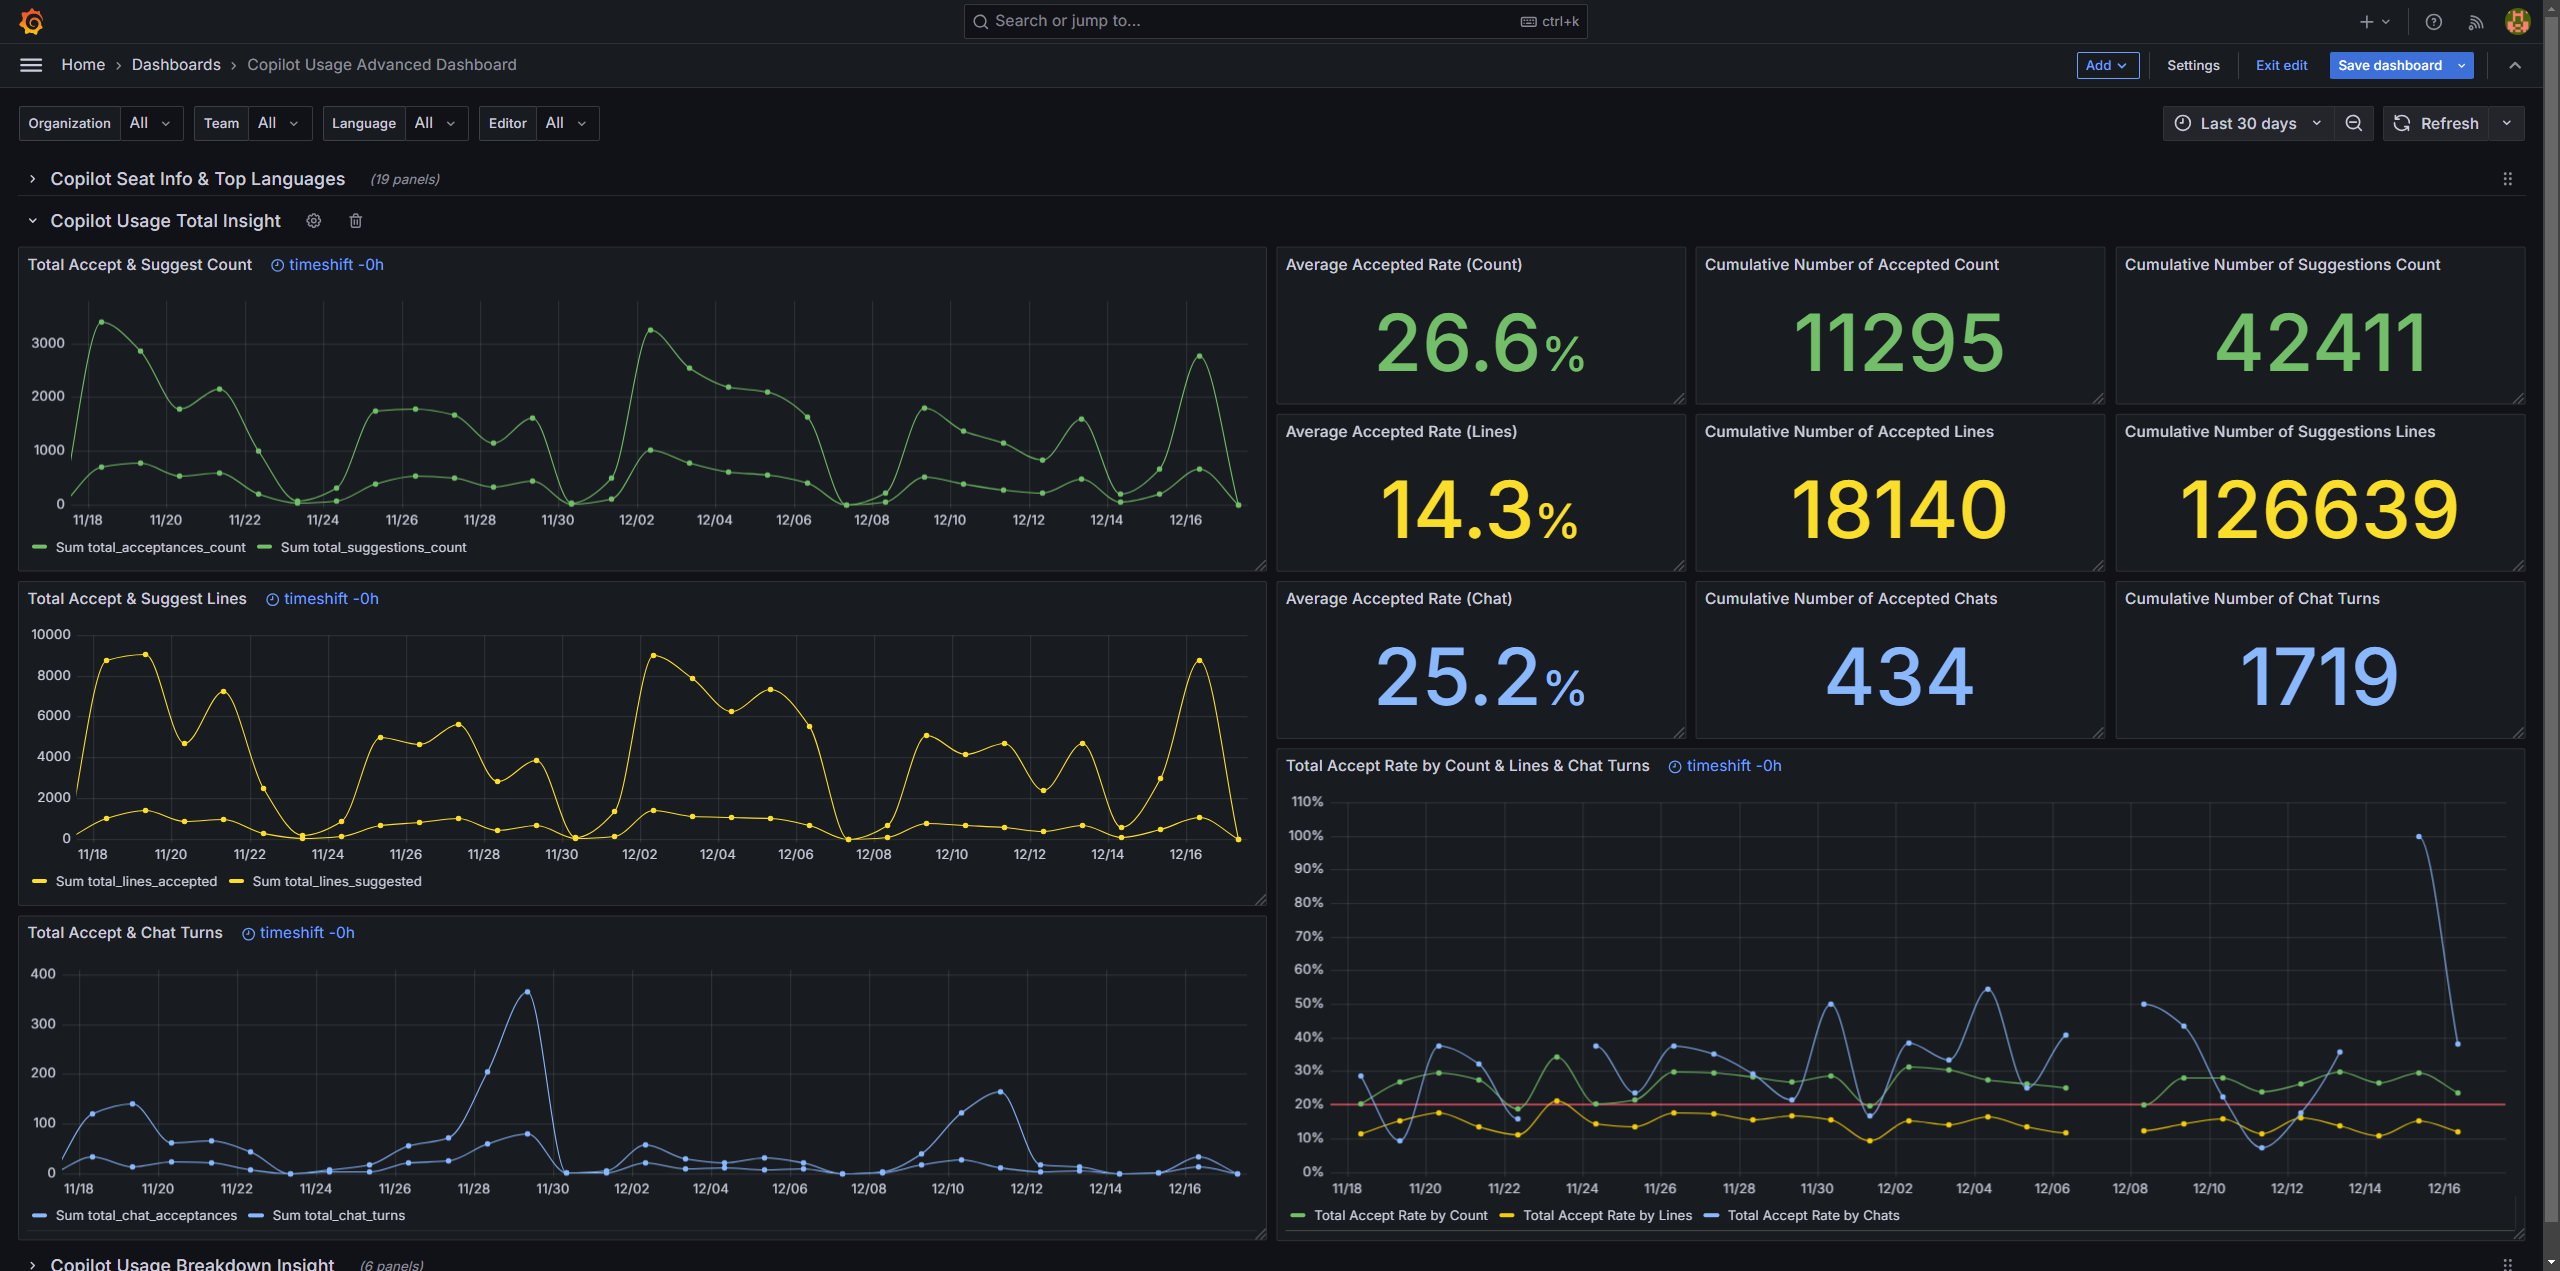 Search or jump to...
ctrl+k
Home
Dashboards
Copilot Usage Advanced Dashboard
Add
Settings
Exit edit
Save dashboard
Organization All
Team All
Language All
Editor All
Last 30 days
Refresh
Copilot Seat Info & Top Languages (19 panels)
Copilot Usage Total Insight
Total Accept & Suggest Count timeshift -0h
3000
2000
1000
0
11/18 11/20 11/22 11/24 11/26 11/28 11/30 12/02 12/04 12/06 12/08 12/10 12/12 12/14 12/16
Sum total_acceptances_count Sum total_suggestions_count
Average Accepted Rate (Count)
26.6%
Cumulative Number of Accepted Count
11295
Cumulative Number of Suggestions Count
42411
Average Accepted Rate (Lines)
14.3%
Cumulative Number of Accepted Lines
18140
Cumulative Number of Suggestions Lines
126639
Total Accept & Suggest Lines timeshift -0h
10000
8000
6000
4000
2000
0
11/18 11/20 11/22 11/24 11/26 11/28 11/30 12/02 12/04 12/06 12/08 12/10 12/12 12/14 12/16
Sum total_lines_accepted Sum total_lines_suggested
Average Accepted Rate (Chat)
25.2%
Cumulative Number of Accepted Chats
434
Cumulative Number of Chat Turns
1719
Total Accept & Chat Turns timeshift -0h
400
300
200
100
0
11/18 11/20 11/22 11/24 11/26 11/28 11/30 12/02 12/04 12/06 12/08 12/10 12/12 12/14 12/16
Sum total_chat_acceptances Sum total_chat_turns
Total Accept Rate by Count & Lines & Chat Turns timeshift -0h
110%
100%
90%
80%
70%
60%
50%
40%
30%
20%
10%
0%
11/18 11/20 11/22 11/24 11/26 11/28 11/30 12/02 12/04 12/06 12/08 12/10 12/12 12/14 12/16
Total Accept Rate by Count Total Accept Rate by Lines Total Accept Rate by Chats
Copilot Usage Breakdown Insight (6 panels)